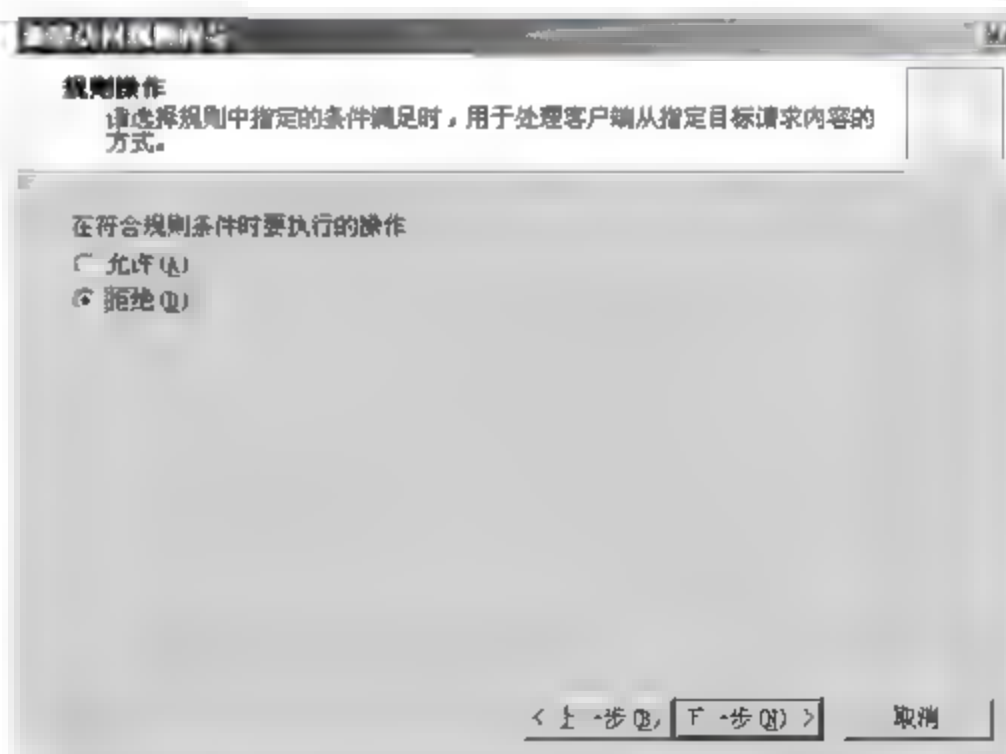 规则操作
请选择规则中指定的条件满足时，用于处理客户端从指定目标请求内容的
方式。
在符合规则条件时要执行的操作
允许(A)
拒绝(D)
< 上一步(B)
下一步(N) >
取消